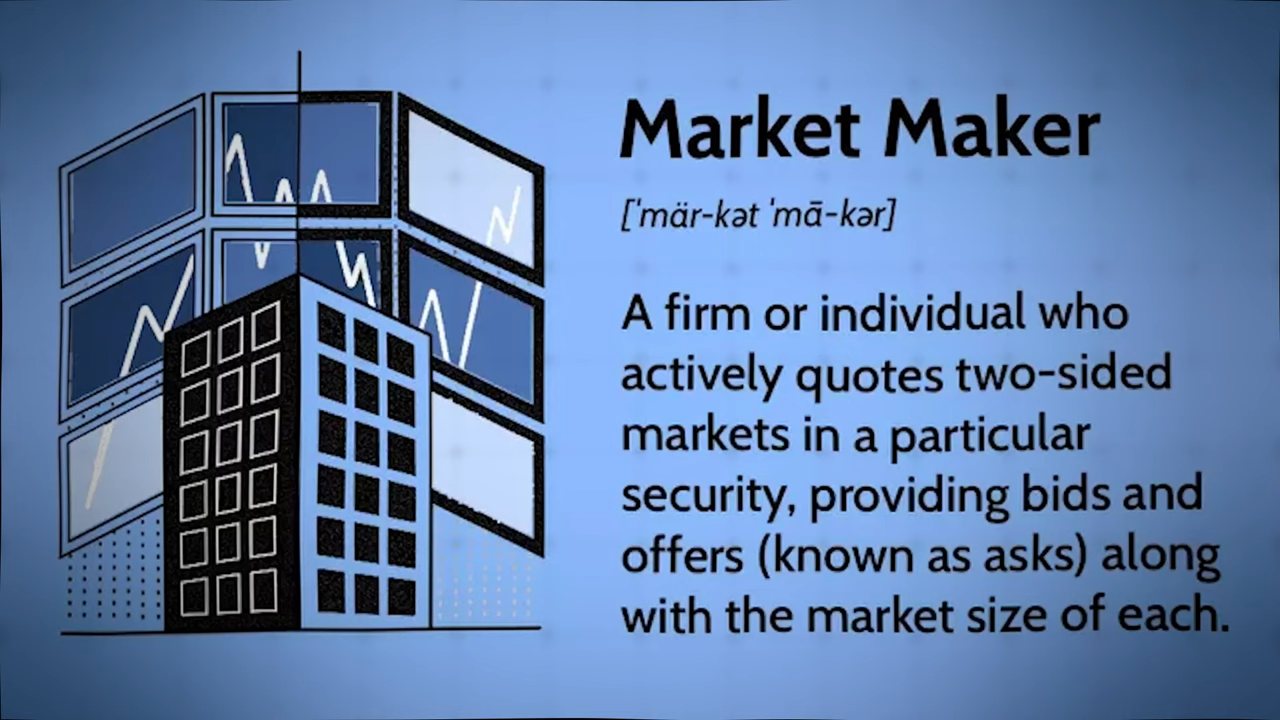 Market Maker
[ˈmär-kət ˈmā-kər]
A firm or individual who
actively quotes two-sided
markets in a particular
security, providing bids and
offers (known as asks) along
with the market size of each.